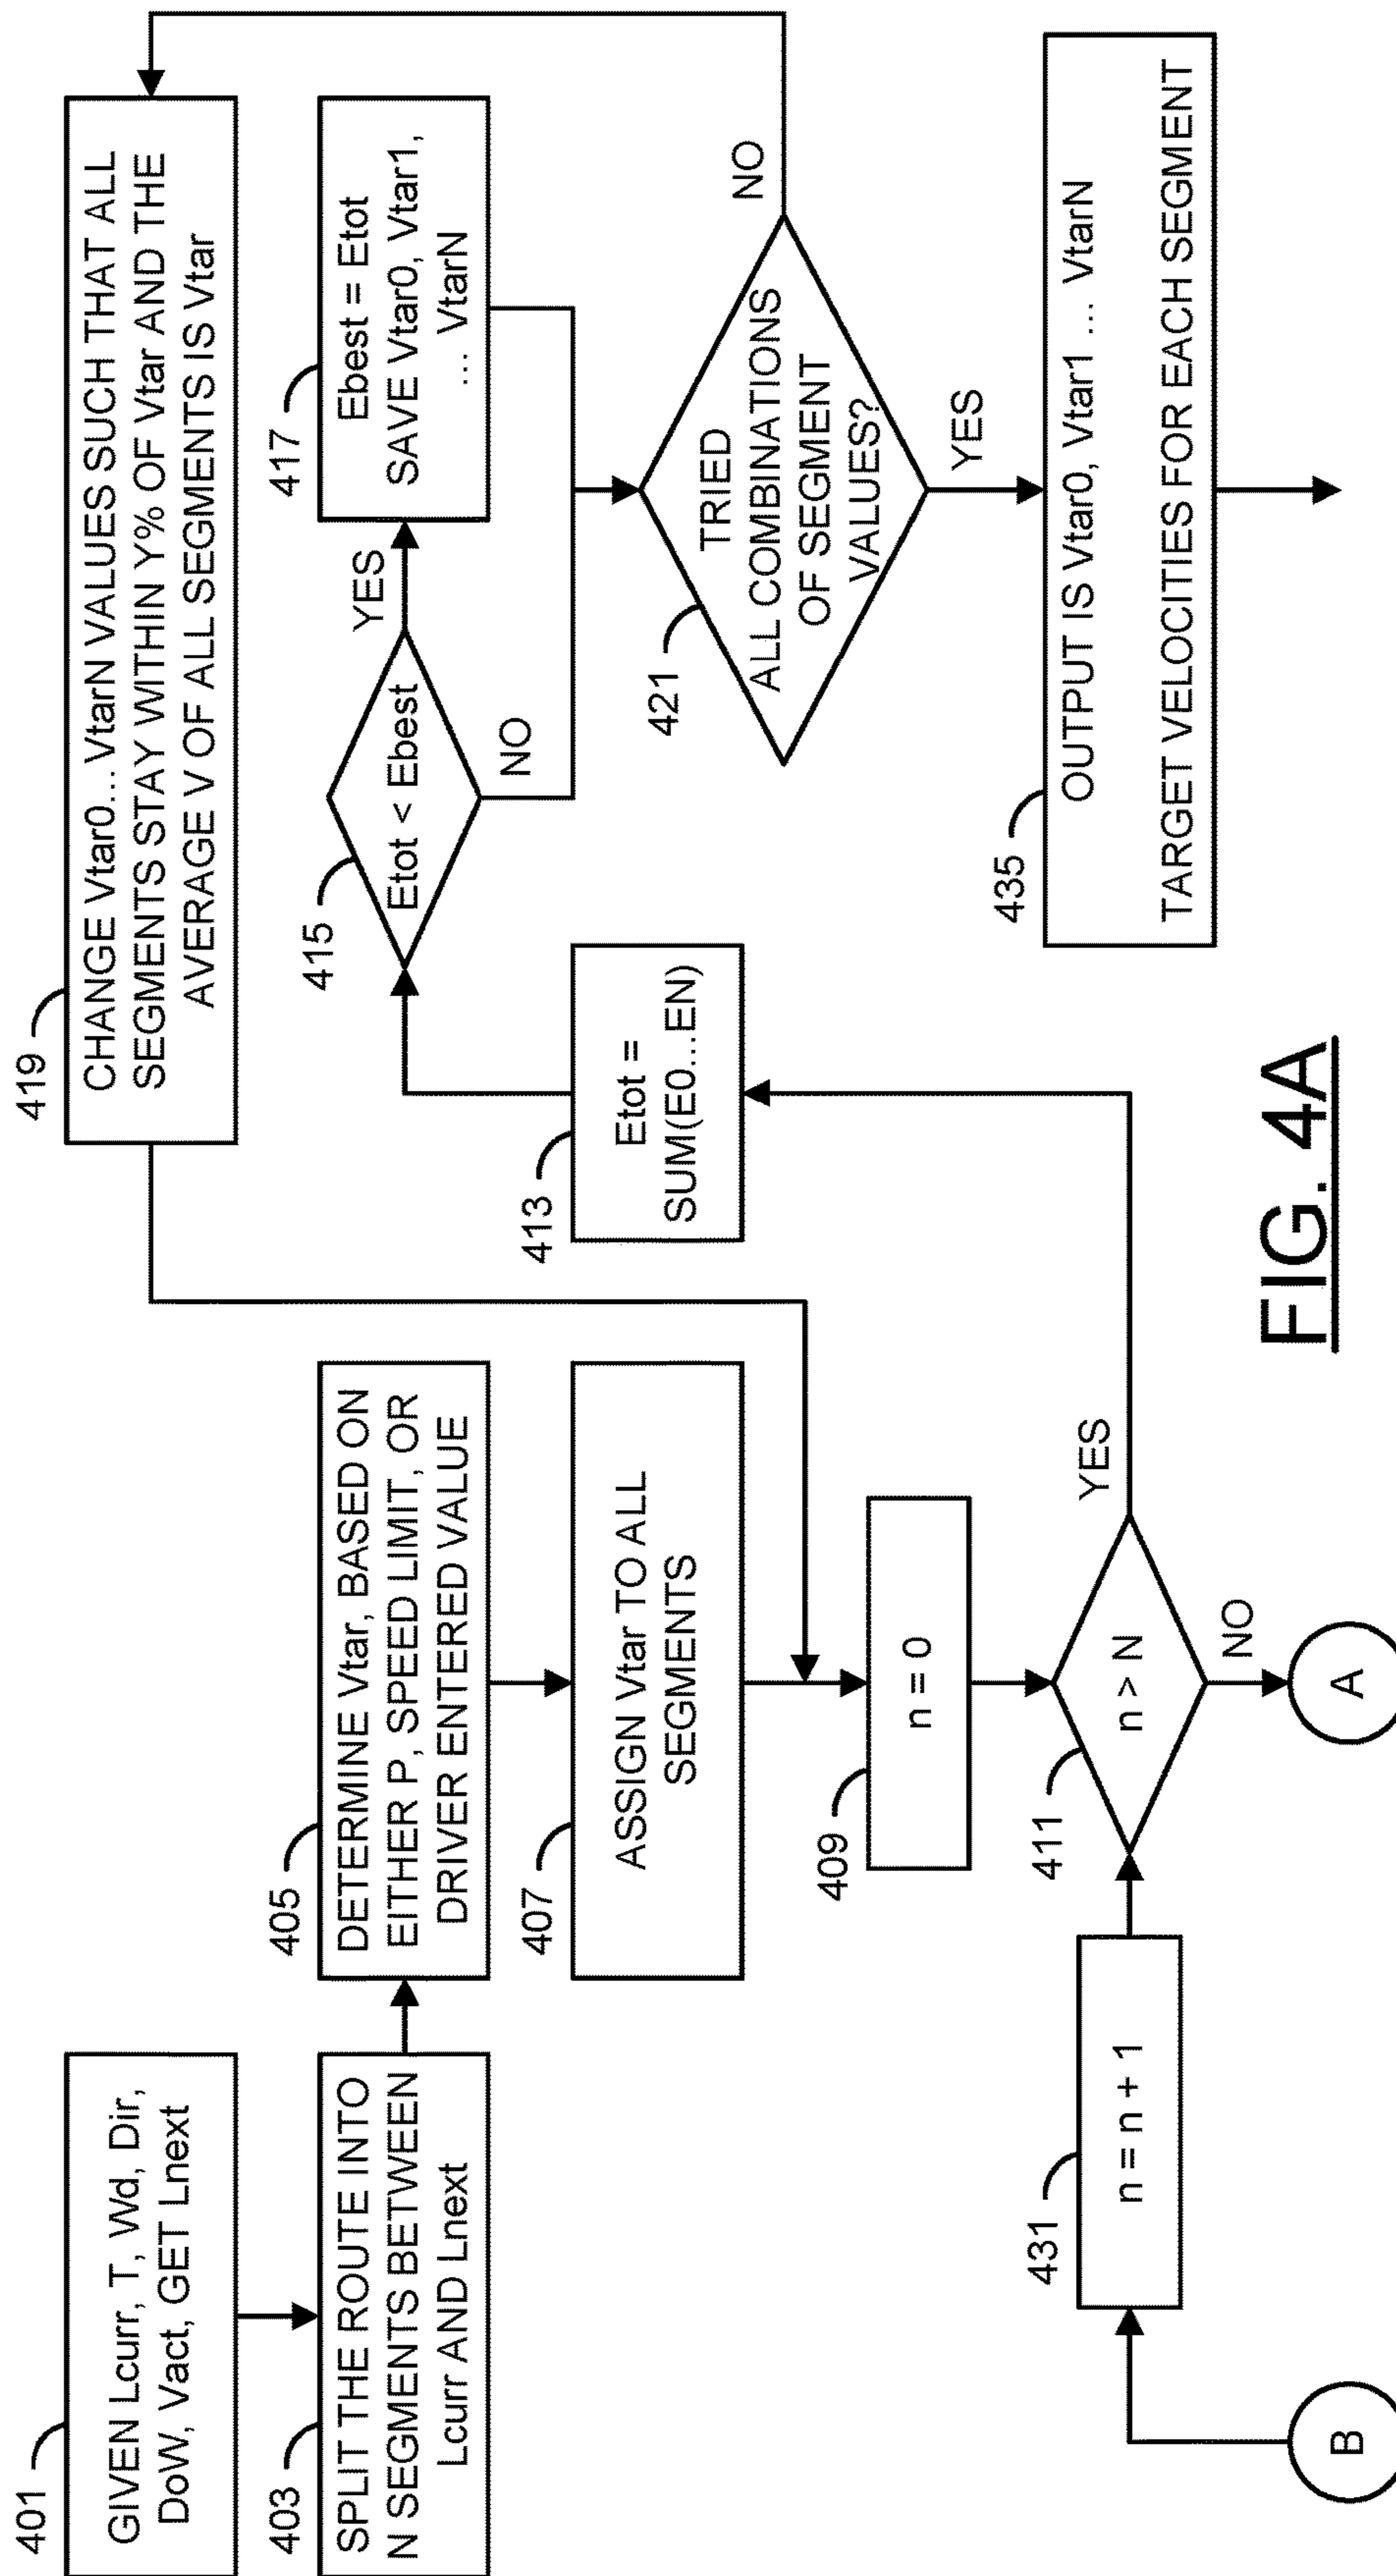 401
GIVEN Lcurr, T, Wd, Dir,
DoW, Vact, GET Lnext
403
SPLIT THE ROUTE INTO
N SEGMENTS BETWEEN
Lcurr AND Lnext
405
DETERMINE Vtar, BASED ON
EITHER P, SPEED LIMIT, OR
DRIVER ENTERED VALUE
407
ASSIGN Vtar TO ALL
SEGMENTS
409
n = 0
411
n > N
YES
NO
A
B
431
n = n + 1
413
Etot =
SUM(E0...EN)
415
Etot < Ebest
YES
NO
417
Ebest = Etot
SAVE Vtar0, Vtar1,
... VtarN
419
CHANGE Vtar0...VtarN VALUES SUCH THAT ALL
SEGMENTS STAY WITHIN Y% OF Vtar AND THE
AVERAGE V OF ALL SEGMENTS IS Vtar
421
TRIED
ALL COMBINATIONS
OF SEGMENT
VALUES?
NO
YES
435
OUTPUT IS Vtar0, Vtar1 ... VtarN
TARGET VELOCITIES FOR EACH SEGMENT
FIG. 4A